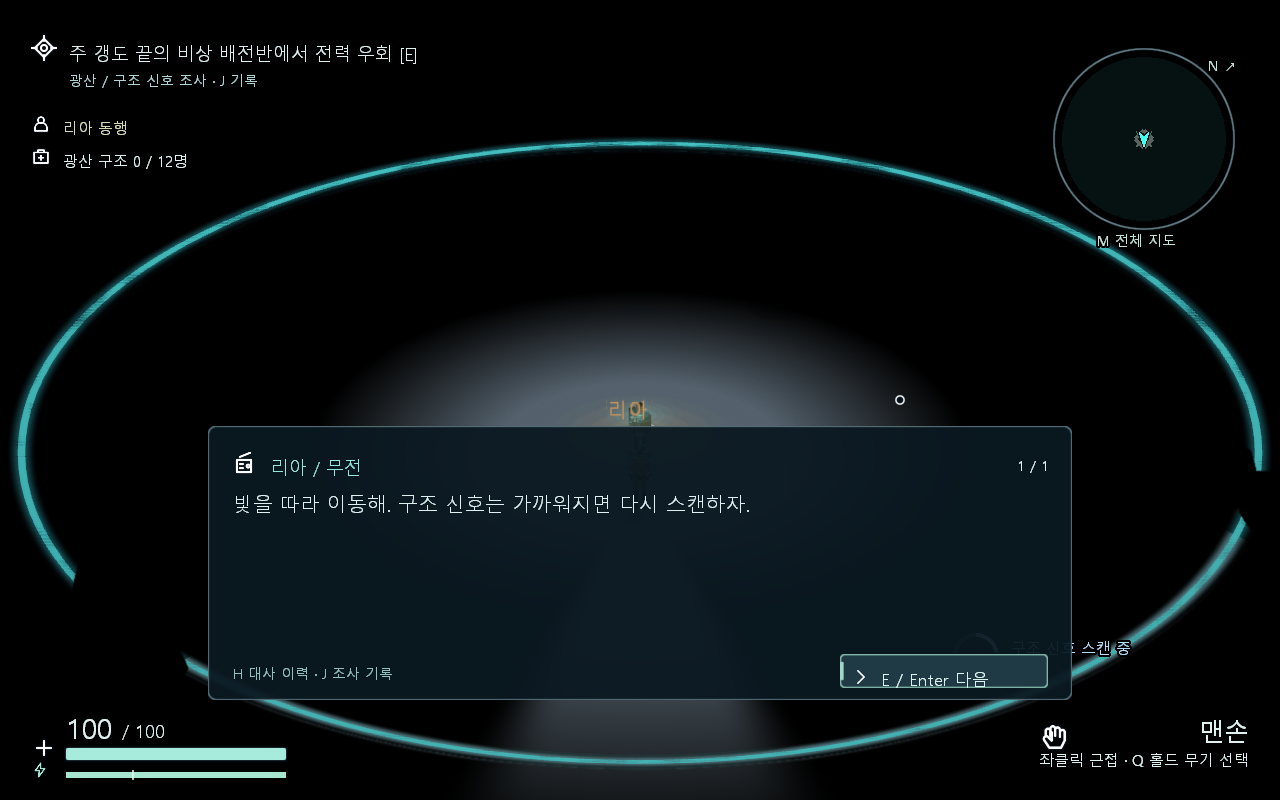 주 갱도 끝의 비상 배전반에서 전력 우회 [E]
광산 / 구조 신호 조사 · J 기록
리아 동행
광산 구조 0 / 12명
N ↗
M 전체 지도
리아
리아 / 무전
1 / 1
빛을 따라 이동해. 구조 신호는 가까워지면 다시 스캔하자.
구조 신호 스캔 중
H 대사 이력 · J 조사 기록
E / Enter 다음
100 / 100
맨손
좌클릭 근접 · Q 홀드 무기 선택